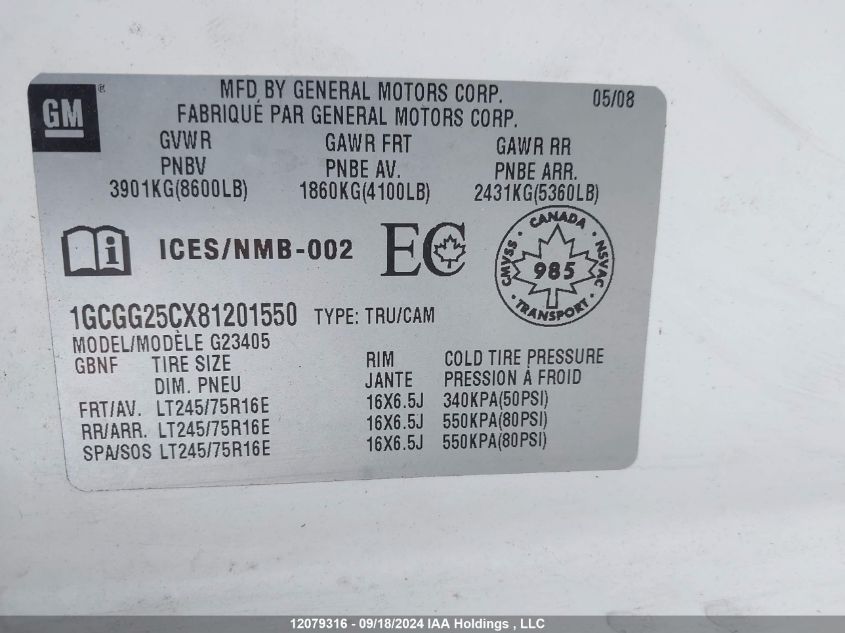 GM
MFD BY GENERAL MOTORS CORP. 05/08
FABRIQUÉ PAR GENERAL MOTORS CORP.
GVWR GAWR FRT GAWR RR
PNBV PNBE AV. PNBE ARR.
3901KG(8600LB) 1860KG(4100LB) 2431KG(5360LB)
i ICES/NMB-002 EC CANADA CMVSS 985 NSVAC TRANSPORT
1GCGG25CX81201550 TYPE: TRU/CAM
MODEL/MODÈLE G23405
GBNF TIRE SIZE RIM COLD TIRE PRESSURE
DIM. PNEU JANTE PRESSION À FROID
FRT/AV. LT245/75R16E 16X6.5J 340KPA(50PSI)
RR/ARR. LT245/75R16E 16X6.5J 550KPA(80PSI)
SPA/SOS LT245/75R16E 16X6.5J 550KPA(80PSI)
12079316 - 09/18/2024 IAA Holdings , LLC